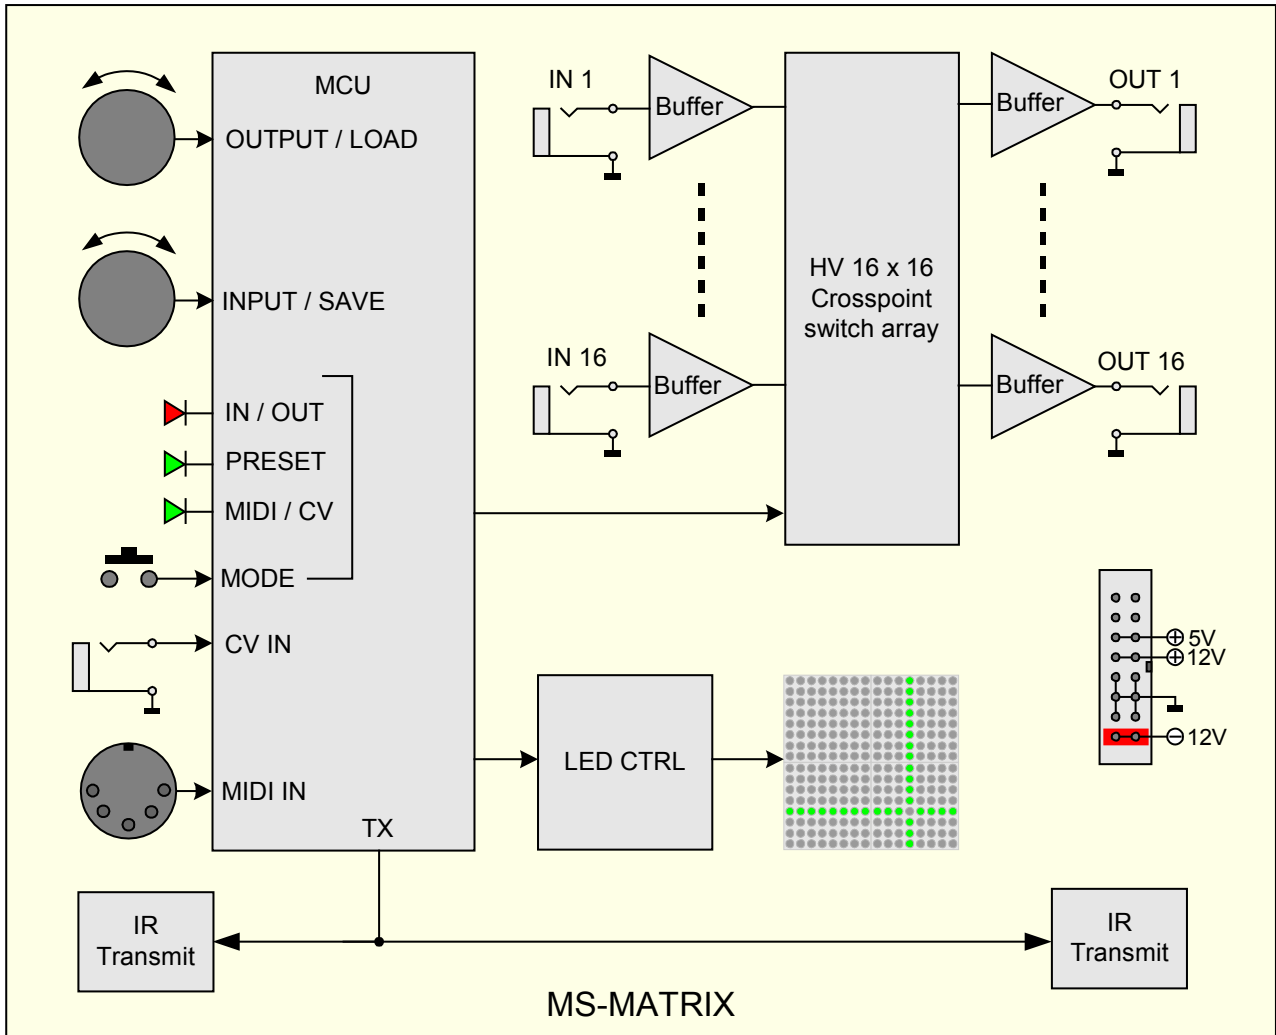 MCU
OUTPUT / LOAD
INPUT / SAVE
IN / OUT
PRESET
MIDI / CV
MODE
CV IN
MIDI IN
TX
IN 1
Buffer
Buffer
OUT 1
HV 16 x 16
Crosspoint
switch array
IN 16
Buffer
Buffer
OUT 16
5V
12V
12V
LED CTRL
IR
Transmit
IR
Transmit
MS-MATRIX